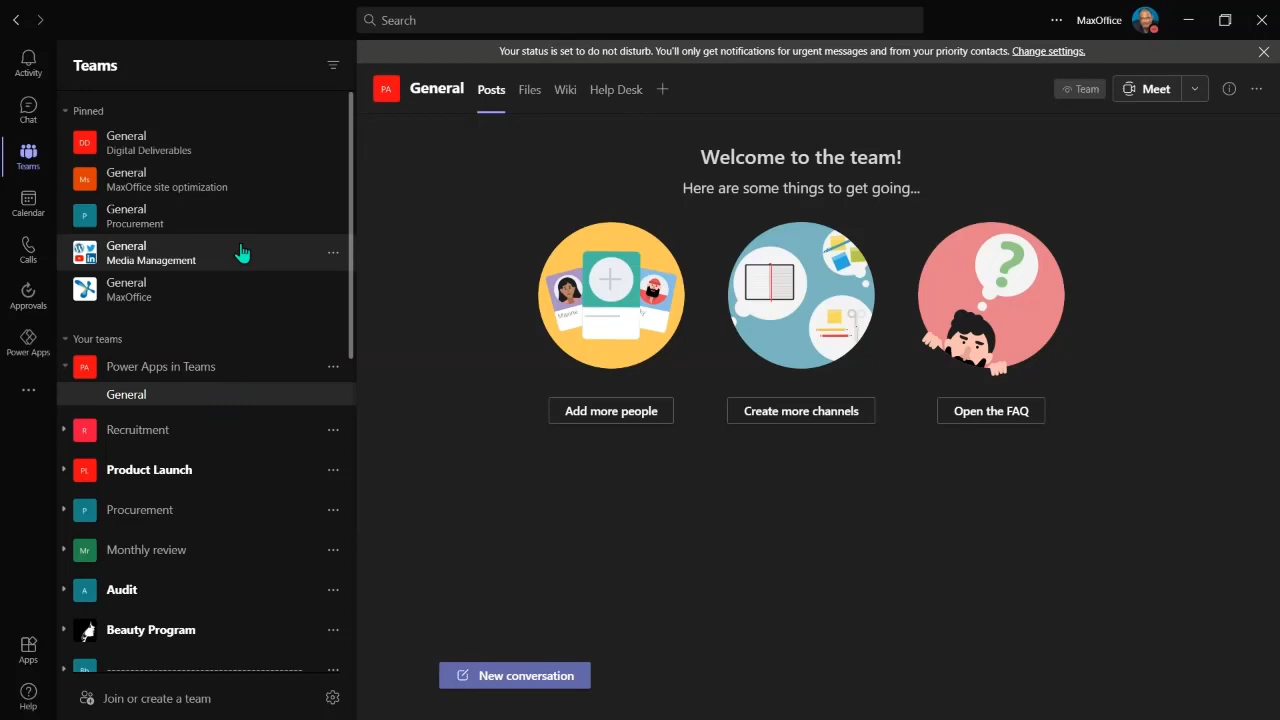 Search
MaxOffice
Your status is set to do not disturb. You'll only get notifications for urgent messages and from your priority contacts. Change settings.
Activity
Chat
Teams
Calendar
Calls
Approvals
Power Apps
Apps
Help
Teams
Pinned
DD
General
Digital Deliverables
Ms
General
MaxOffice site optimization
P
General
Procurement
General
Media Management
General
MaxOffice
Your teams
PA
Power Apps in Teams
General
R
Recruitment
PL
Product Launch
P
Procurement
Mr
Monthly review
A
Audit
Beauty Program
Join or create a team
PA
General
Posts
Files
Wiki
Help Desk
Team
Meet
Welcome to the team!
Here are some things to get going...
Maxine
Add more people
Create more channels
Open the FAQ
New conversation